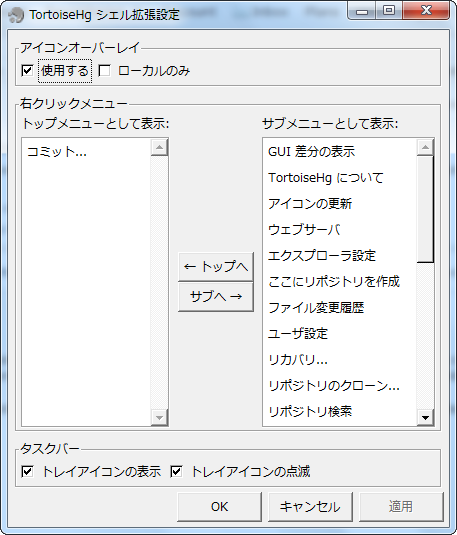 TortoiseHg シエル拡張設定
アイコンオーバーレイ
使用する ローカルのみ
右クリックメニュー
トップメニューとして表示:
サブメニューとして表示:
コミット...
← トップへ
サブへ →
GUI 差分の表示
TortoiseHg について
アイコンの更新
ウェブサーバ
エクスプローラ設定
ここにリポジトリを作成
ファイル変更履歴
ユーザ設定
リカバリ...
リポジトリのクローン...
リポジトリ検索
タスクバー
トレイアイコンの表示 トレイアイコンの点滅
OK キャンセル 適用